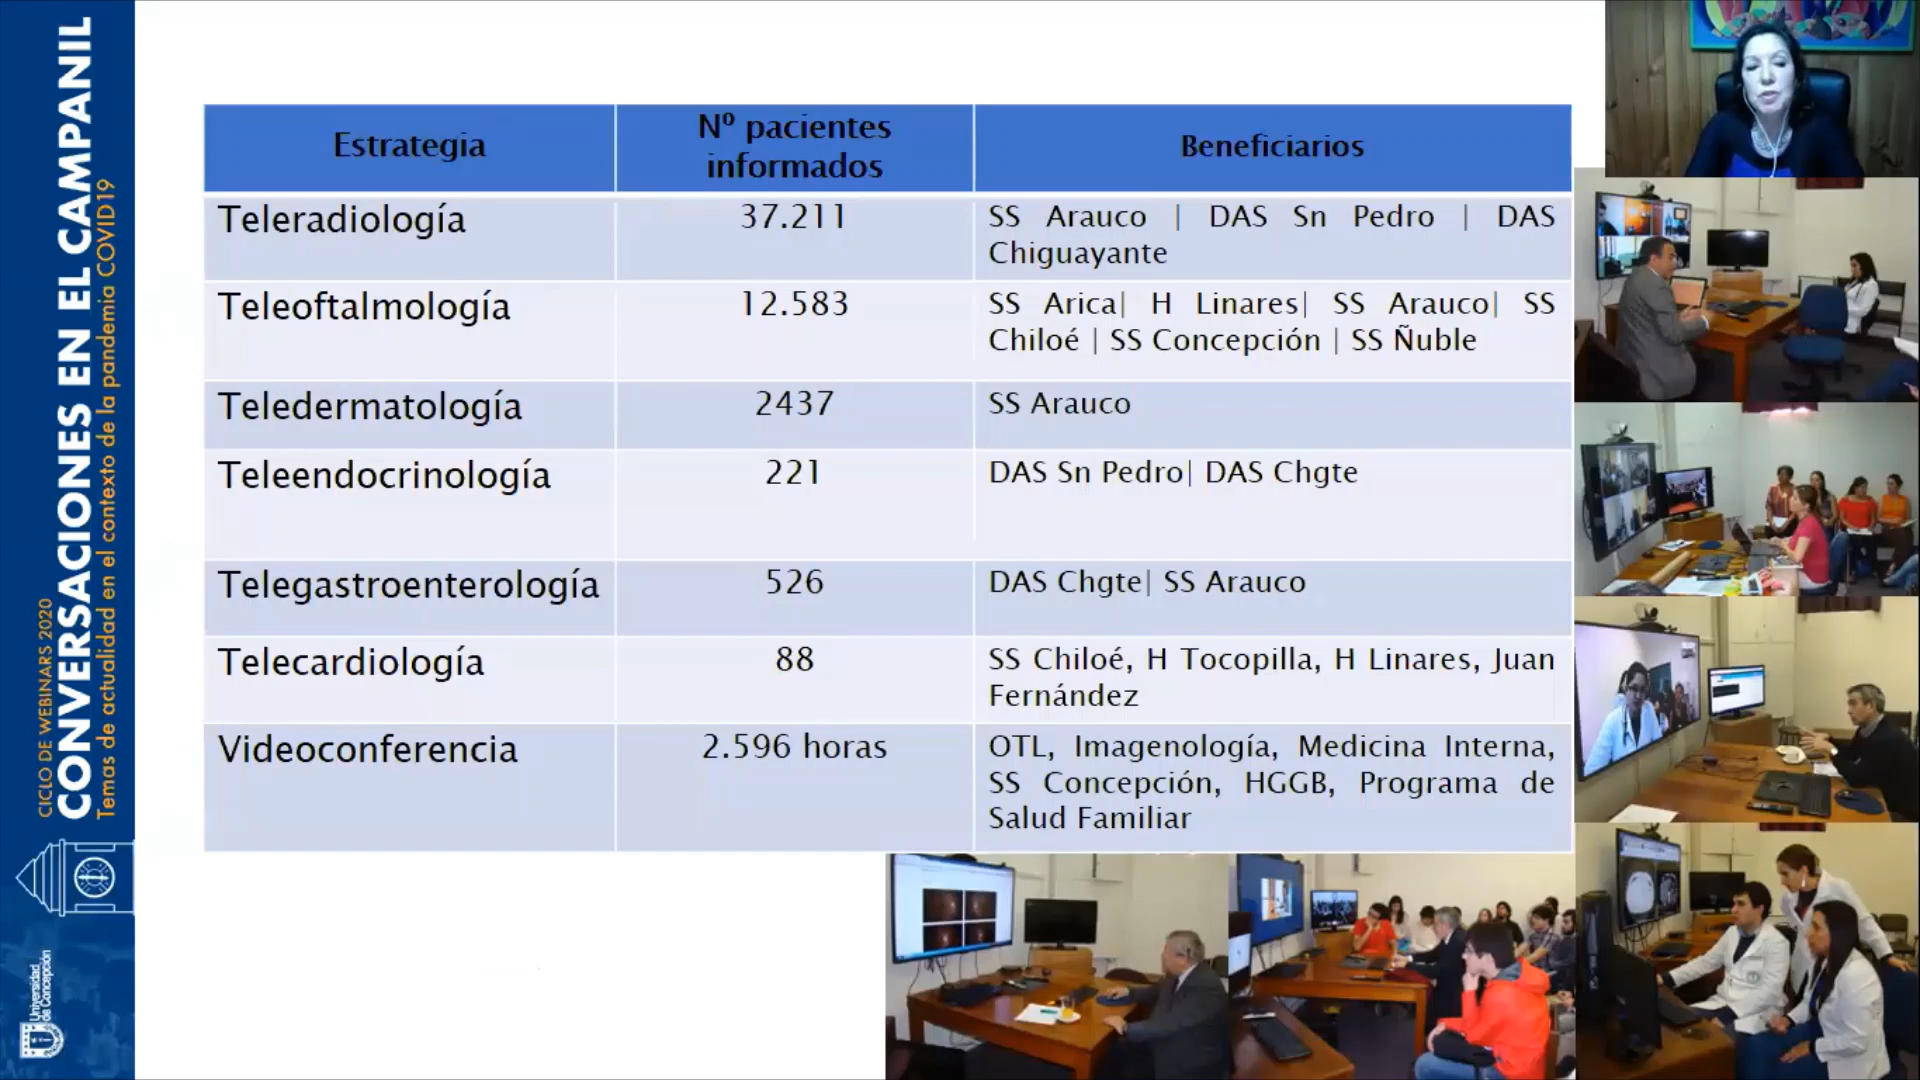 CICLO DE WEBINARS 2020
CONVERSACIONES EN EL CAMPANIL
Temas de actualidad en el contexto de la pandemia COVID19
Universidad
de Concepción
Estrategia
Nº pacientes
informados
Beneficiarios
Teleradiología
37.211
SS Arauco | DAS Sn Pedro | DAS
Chiguayante
Teleoftalmología
12.583
SS Arica| H Linares| SS Arauco| SS
Chiloé | SS Concepción | SS Ñuble
Teledermatología
2437
SS Arauco
Teleendocrinología
221
DAS Sn Pedro| DAS Chgte
Telegastroenterología
526
DAS Chgte| SS Arauco
Telecardiología
88
SS Chiloé, H Tocopilla, H Linares, Juan
Fernández
Videoconferencia
2.596 horas
OTL, Imagenología, Medicina Interna,
SS Concepción, HGGB, Programa de
Salud Familiar